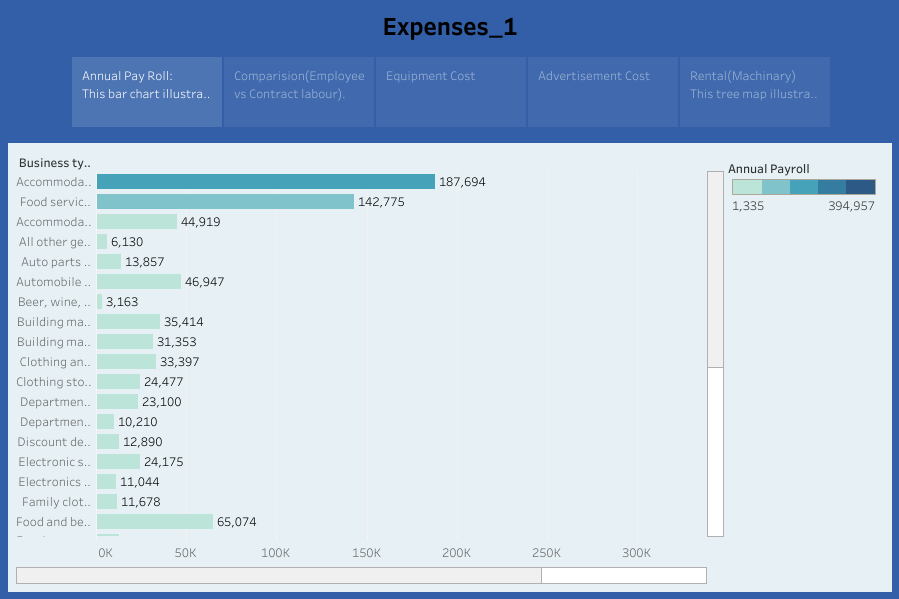 Expenses_1
Annual Pay Roll:
This bar chart illustra..
Comparision(Employee
vs Contract labour).
Equipment Cost
Advertisement Cost
Rental(Machinary)
This tree map illustra..
Business ty..
Accommoda.. 187,694
Food servic.. 142,775
Accommoda.. 44,919
All other ge.. 6,130
Auto parts .. 13,857
Automobile .. 46,947
Beer, wine, .. 3,163
Building ma.. 35,414
Building ma.. 31,353
Clothing an.. 33,397
Clothing sto.. 24,477
Departmen.. 23,100
Departmen.. 10,210
Discount de.. 12,890
Electronic s.. 24,175
Electronics .. 11,044
Family clot.. 11,678
Food and be.. 65,074
0K 50K 100K 150K 200K 250K 300K
Annual Payroll
1,335 394,957